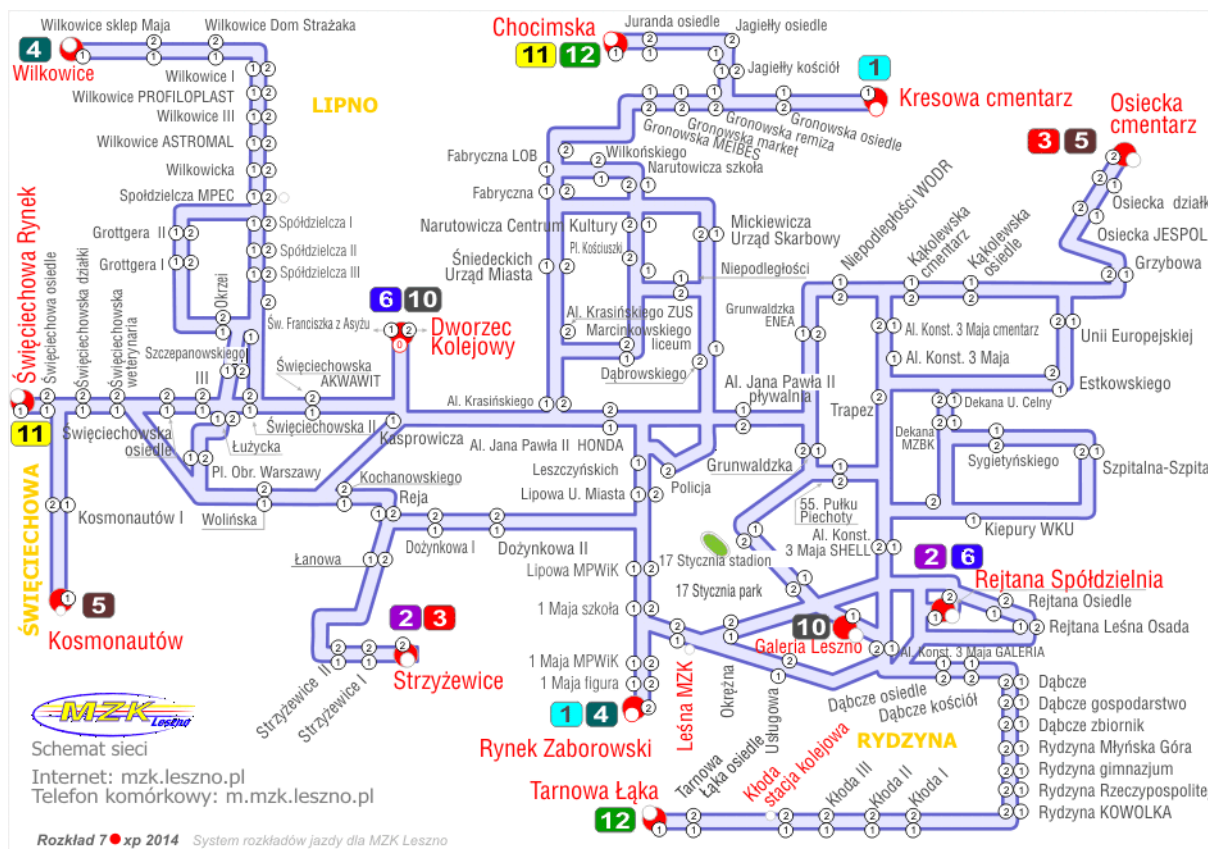 Wilkowice sklep Maja
Wilkowice Dom Strażaka
4
Wilkowice
Wilkowice I
Wilkowice PROFILOPLAST
Wilkowice III
Wilkowice ASTROMAL
Wilkowicka
Spółdzielcza MPEC
LIPNO
Grottgera II
Grottgera I
Spółdzielcza I
Spółdzielcza II
Spółdzielcza III
Okrzei
Szczepanowskiego
Chocimska
11 12
Juranda osiedle
Jagiełły osiedle
Jagiełły kościół
1
Kresowa cmentarz
Gronowska MEIBES
Gronowska market
Gronowska remiza
Gronowska osiedle
Osiecka
cmentarz
3 5
Osiecka działk
Osiecka JESPOL
Grzybowa
Fabryczna LOB
Fabryczna
Wilkońskiego
Narutowicza szkoła
Narutowicza Centrum Kultury
Pl. Kościuszki
Śniedeckich
Urząd Miasta
Mickiewicza
Urząd Skarbowy
Niepodległości
Niepodległości WODR
Kąkolewska
cmentarz
Kąkolewska
osiedle
Al. Krasińskiego ZUS
Marcinkowskiego
liceum
Dąbrowskiego
Grunwaldzka
ENEA
Al. Konst. 3 Maja cmentarz
Al. Konst. 3 Maja
Unii Europejskiej
Estkowskiego
Święciechowa Rynek
11
Święciechowa osiedle
Święciechowska działki
Święciechowska
weterynaria
III
6 10
Św. Franciszka z Asyżu
Dworzec
Kolejowy
Święciechowska
AKWAWIT
Święciechowska II
Święciechowska
osiedle
Łużycka
Kasprowicza
Al. Krasińskiego
Al. Jana Pawła II HONDA
Al. Jana Pawła II
pływalnia
Trapez
Dekana U. Celny
Dekana
MZBK
Sygietyńskiego
Szpitalna-Szpita
Kiepury WKU
Grunwaldzka
55. Pułku
Piechoty
Policja
Leszczyńskich
Lipowa U. Miasta
Pl. Obr. Warszawy
Wolińska
Kochanowskiego
Reja
Dożynkowa I
Dożynkowa II
Łanowa
ŚWIĘCIECHOWA
Kosmonautów I
5
Kosmonautów
2 3
Strzyżewice
Strzyżewice II
Strzyżewice I
Lipowa MPWiK
1 Maja szkoła
1 Maja MPWiK
1 Maja figura
1 4
Rynek Zaborowski
17 Stycznia stadion
17 Stycznia park
Al. Konst.
3 Maja SHELL
2 6
Rejtana Spółdzielnia
Rejtana Osiedle
Rejtana Leśna Osada
10
Galeria Leszno
Al. Konst. 3 Maja GALERIA
Leśna MZK
Okrężna
Usługowa
Dąbcze osiedle
Dąbcze kościół
RYDZYNA
Dąbcze
Dąbcze gospodarstwo
Dąbcze zbiornik
Rydzyna Młyńska Góra
Rydzyna gimnazjum
Rydzyna Rzeczypospolite
Rydzyna KOWOLKA
Tarnowa Łąka
12
Tarnowa
Łąka osiedle
Kłoda
stacja kolejowa
Kłoda III
Kłoda II
Kłoda I
MZK Leszno
Schemat sieci
Internet: mzk.leszno.pl
Telefon komórkowy: m.mzk.leszno.pl
Rozkład 7 xp 2014 System rozkładów jazdy dla MZK Leszno